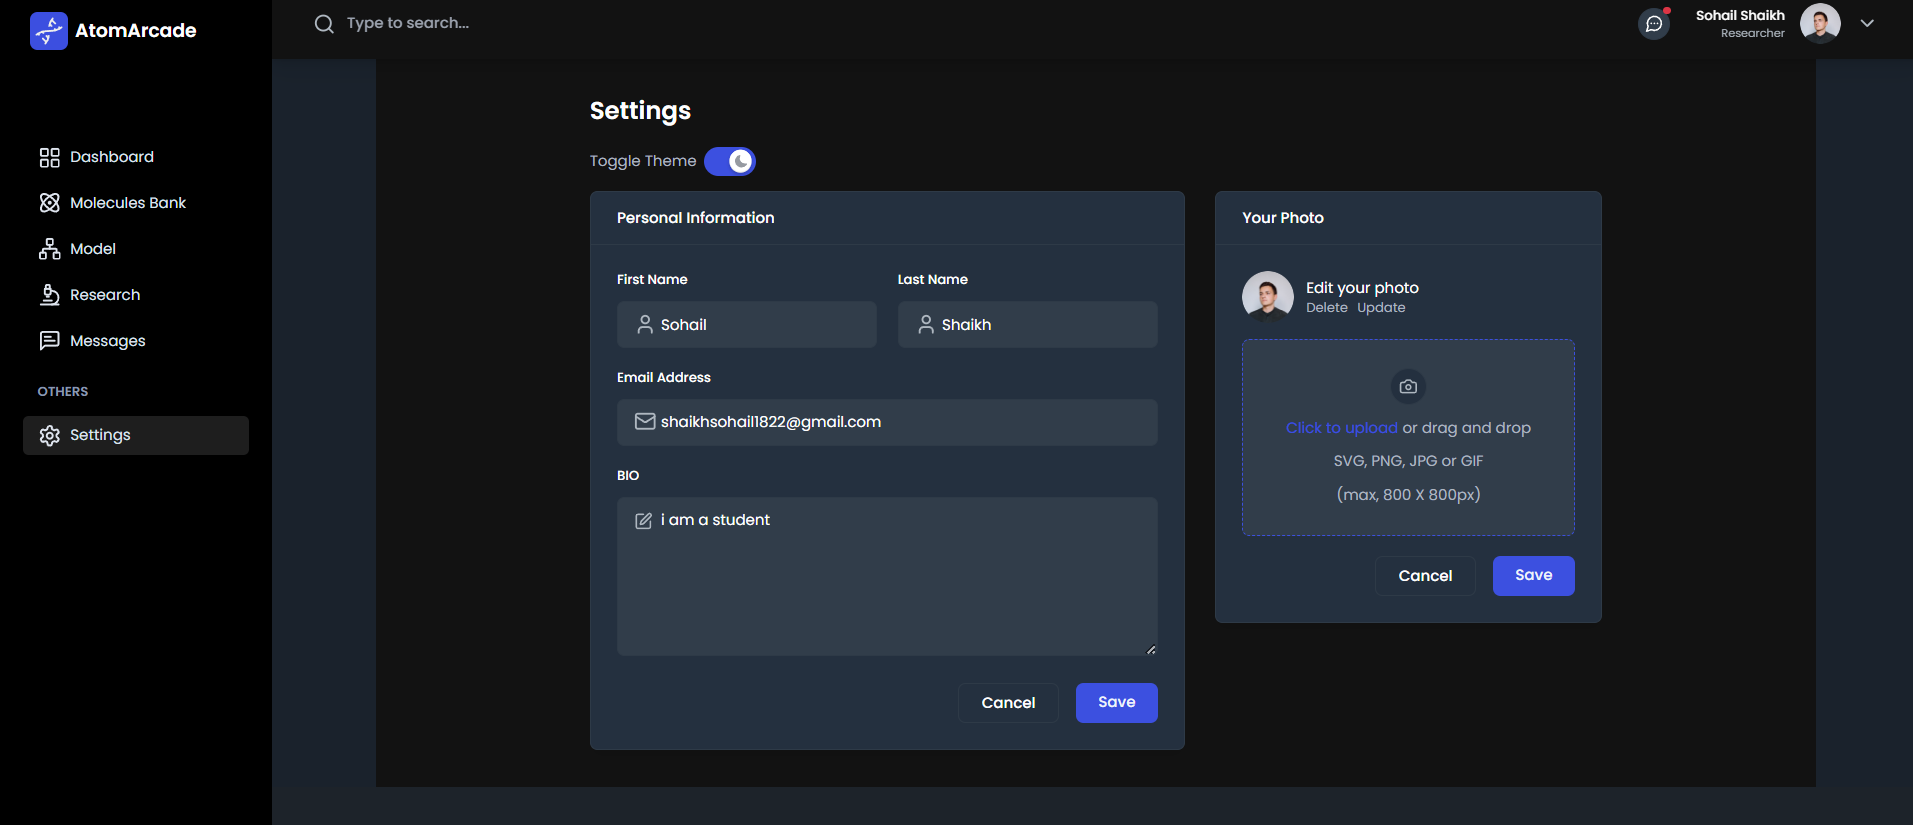 AtomArcade
Type to search...
Sohail Shaikh
Researcher
Dashboard
Molecules Bank
Model
Research
Messages
OTHERS
Settings
Settings
Toggle Theme
Personal Information
First Name
Last Name
Sohail
Shaikh
Email Address
shaikhsohail1822@gmail.com
BIO
i am a student
Cancel
Save
Your Photo
Edit your photo
Delete Update
Click to upload or drag and drop
SVG, PNG, JPG or GIF
(max, 800 X 800px)
Cancel
Save